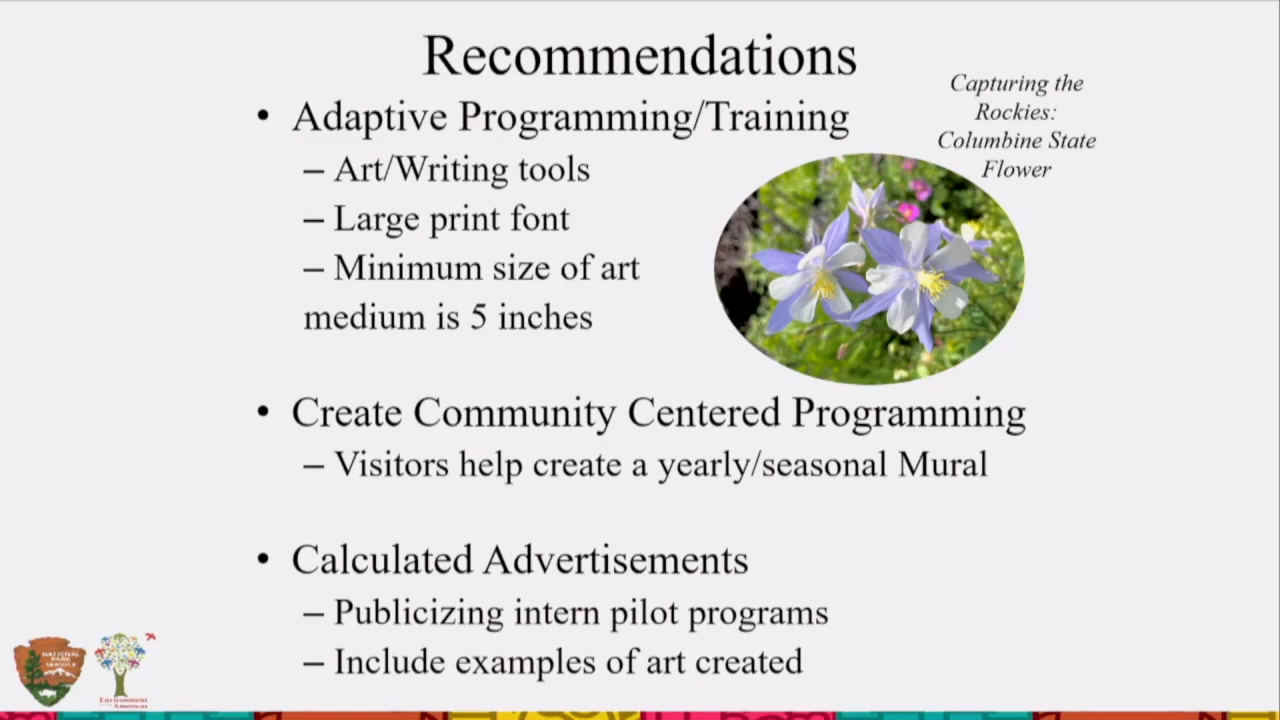 Recommendations
Capturing the
Rockies:
Columbine State
Flower
• Adaptive Programming/Training
– Art/Writing tools
– Large print font
– Minimum size of art
medium is 5 inches
• Create Community Centered Programming
– Visitors help create a yearly/seasonal Mural
• Calculated Advertisements
– Publicizing intern pilot programs
– Include examples of art created
NATIONAL
PARK
SERVICE
Environment
Americas